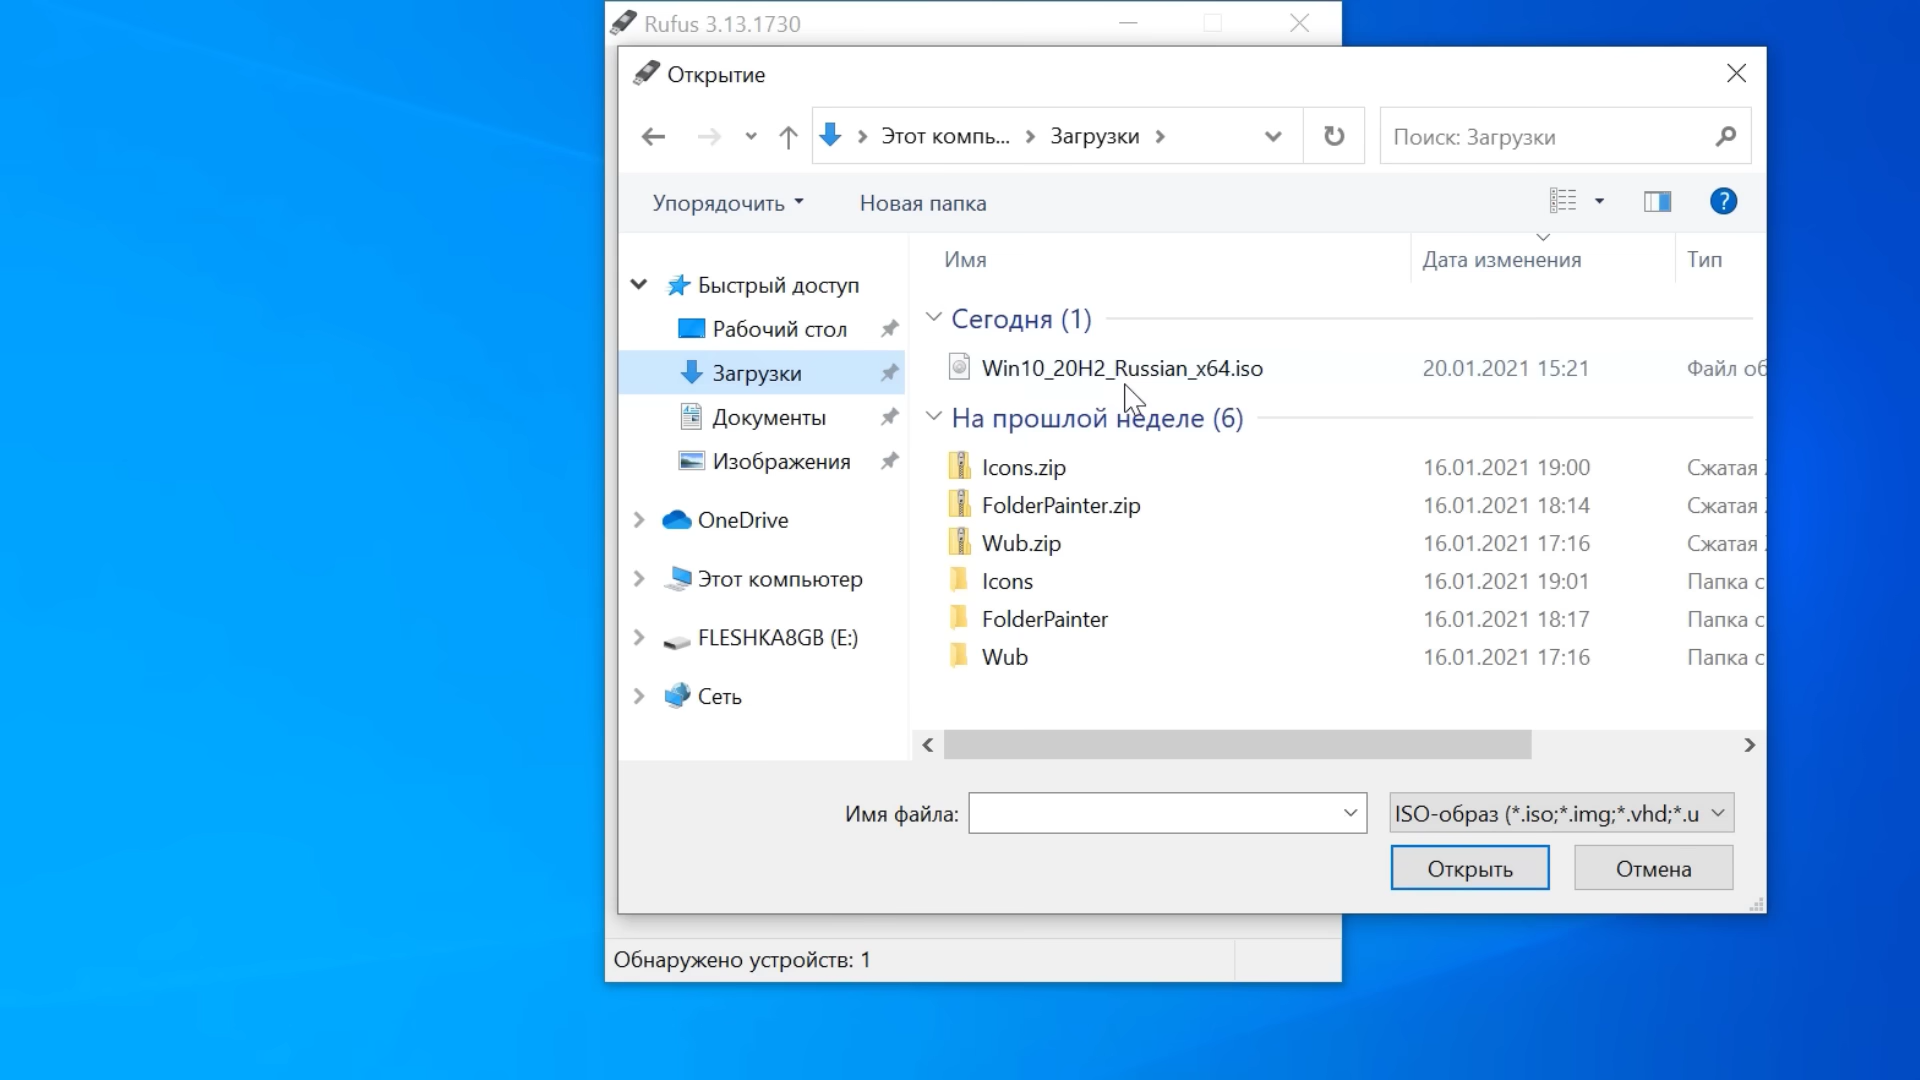 Rufus 3.13.1730
Открытие
Этот компь... Загрузки
Поиск: Загрузки
Упорядочить
Новая папка
?
Имя
Дата изменения
Тип
Быстрый доступ
Рабочий стол
Загрузки
Документы
Изображения
OneDrive
Этот компьютер
FLESHKA8GB (E:)
Сеть
Сегодня (1)
Win10_20H2_Russian_x64.iso 20.01.2021 15:21 Файл об
На прошлой неделе (6)
Icons.zip 16.01.2021 19:00 Сжатая
FolderPainter.zip 16.01.2021 18:14 Сжатая
Wub.zip 16.01.2021 17:16 Сжатая
Icons 16.01.2021 19:01 Папка с
FolderPainter 16.01.2021 18:17 Папка с
Wub 16.01.2021 17:16 Папка с
Имя файла:
ISO-образ (*.iso;*.img;*.vhd;*.u
Открыть
Отмена
Обнаружено устройств: 1